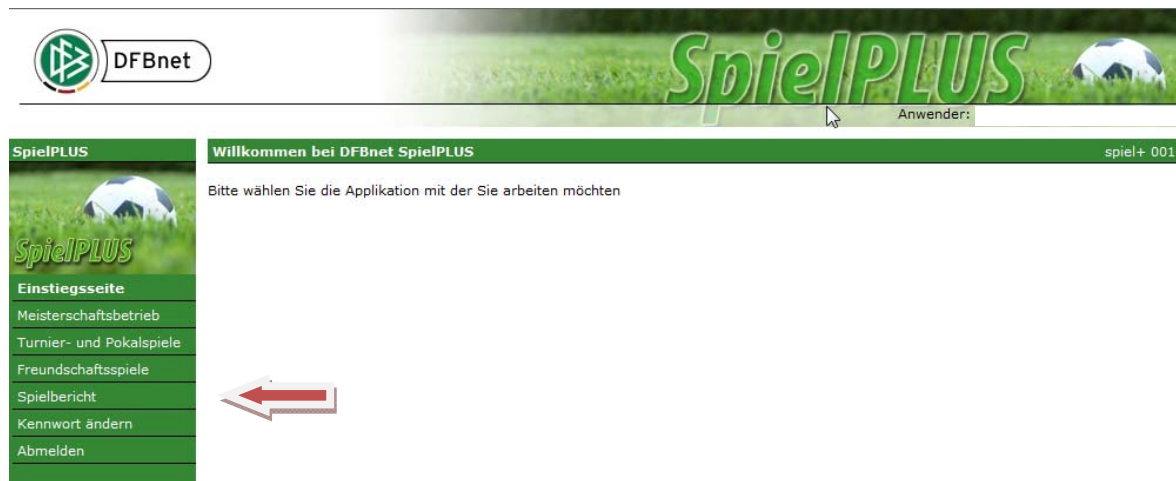 DFBnet
SpielPLUS
Anwender:
SpielPLUS
Willkommen bei DFBnet SpielPLUS
spiel+ 001
Bitte wählen Sie die Applikation mit der Sie arbeiten möchten
SpielPLUS
Einstiegsseite
Meisterschaftsbetrieb
Turnier- und Pokalspiele
Freundschaftsspiele
Spielbericht
Kennwort ändern
Abmelden